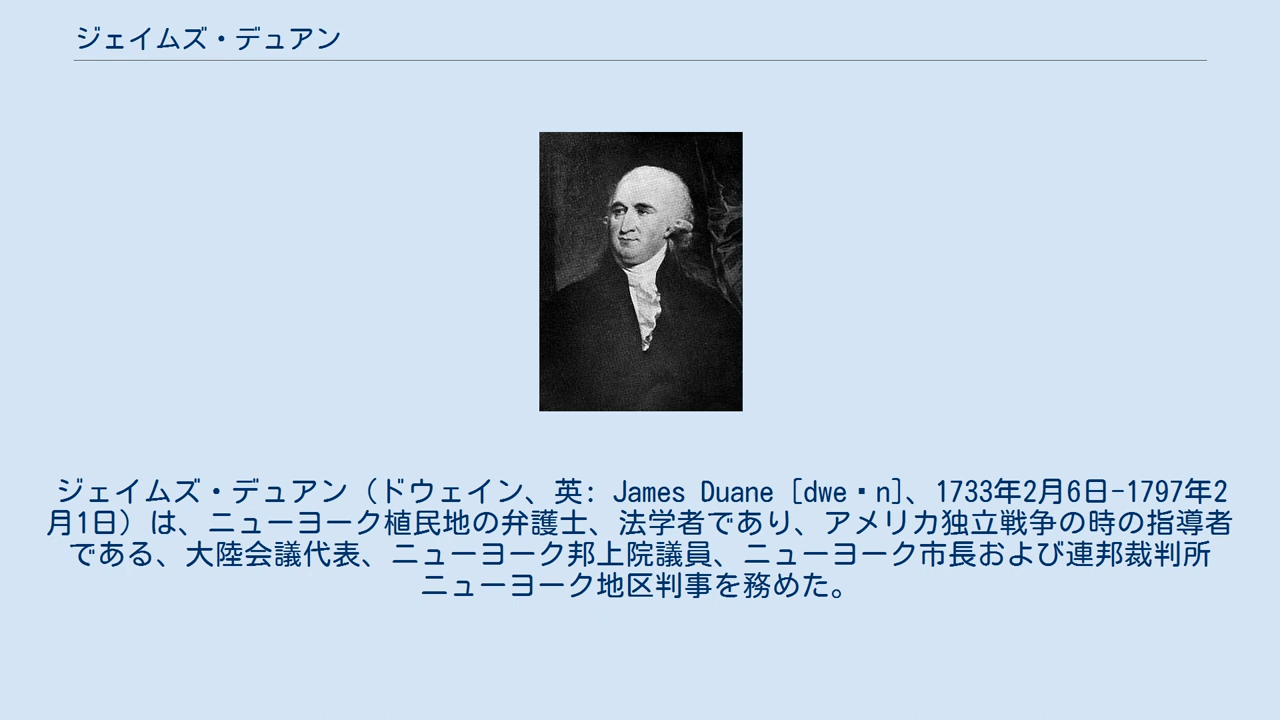 ジェイムズ・デュアン
ジェイムズ・デュアン（ドウェイン、英: James Duane [dwe▪n]、1733年2月6日-1797年2
月1日）は、ニューヨーク植民地の弁護士、法学者であり、アメリカ独立戦争の時の指導者
である、大陸会議代表、ニューヨーク邦上院議員、ニューヨーク市長および連邦裁判所
ニューヨーク地区判事を務めた。